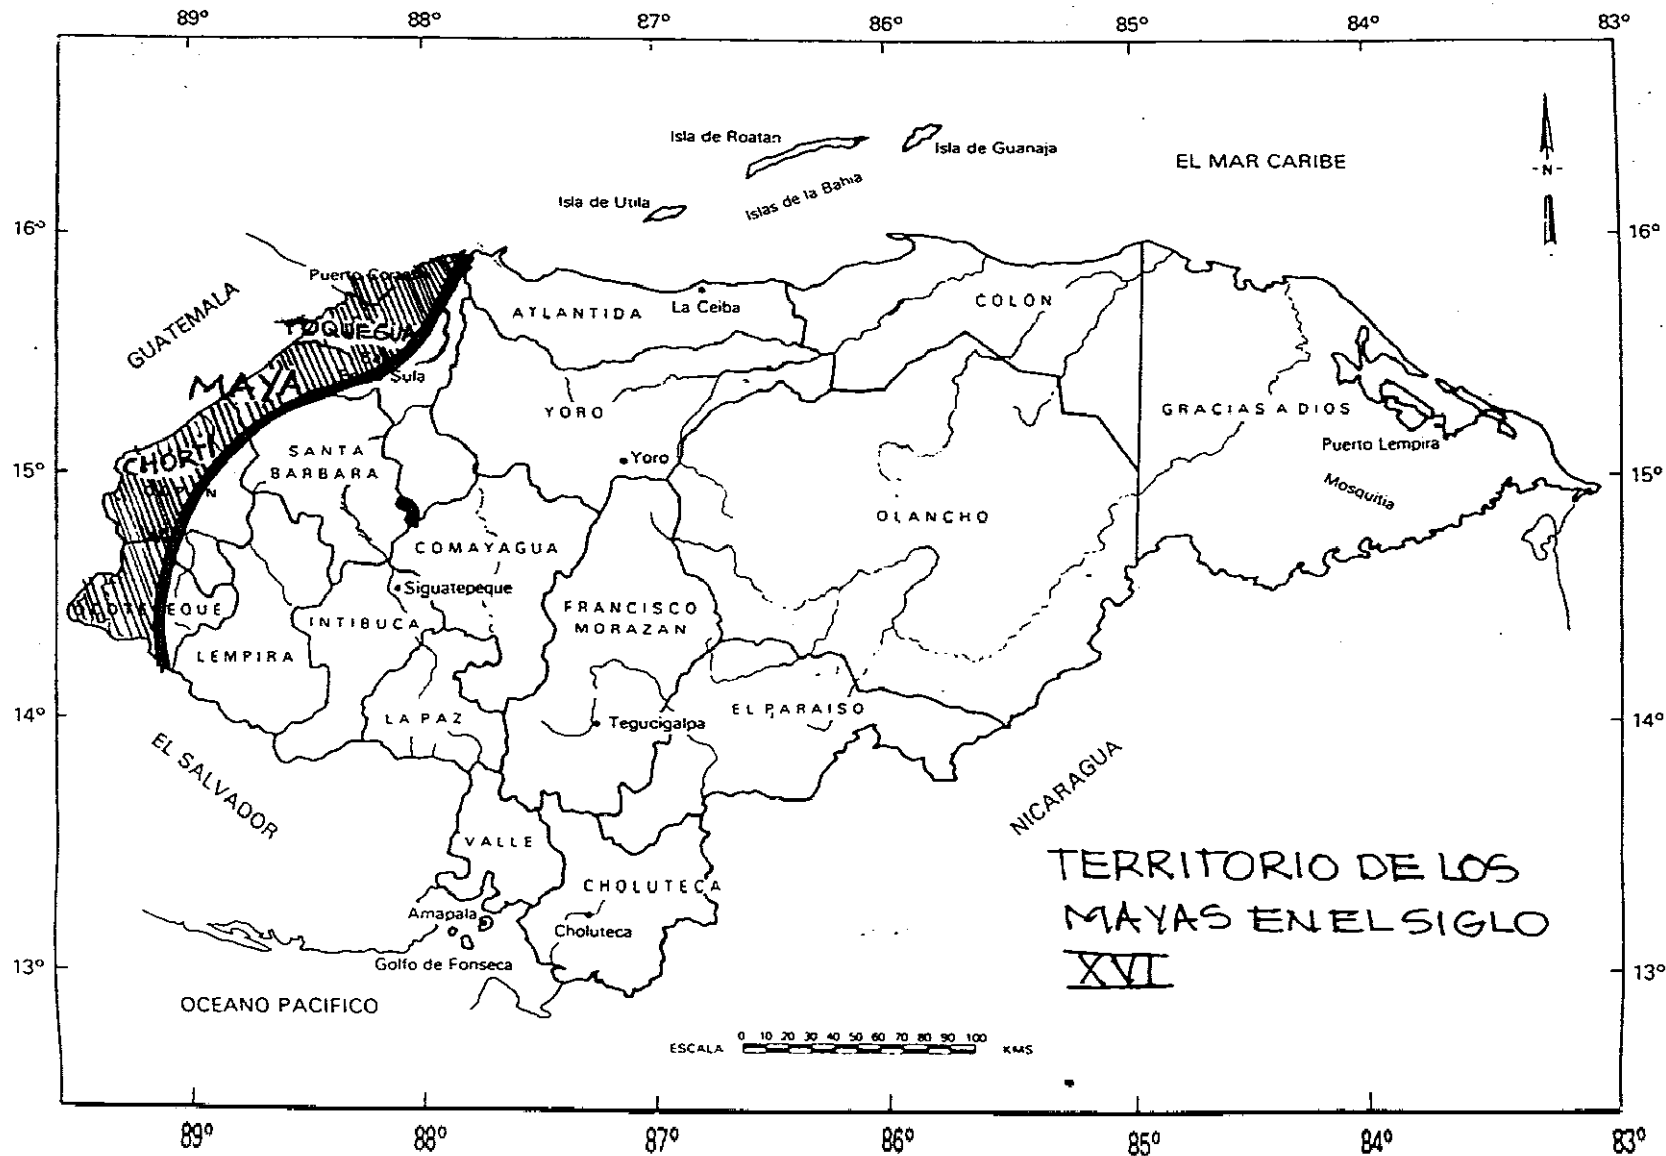 89° 88° 87° 86° 85° 84° 83°
Isla de Roatan
Isla de Guanaja
EL MAR CARIBE
-N-
Isla de Utila
Islas de la Bahia
16° 16°
Puerto
GUATEMALA
TOQUEGUA
ATLANTIDA
La Ceiba
COLON
MAYA
Sula
YORO
GRACIAS A DIOS
Puerto Lempira
CHORTI
SANTA
BARBARA
Yoro
15° 15°
Mosquitia
OLANCHO
COMAYAGUA
Siguatepeque
OCOTEPEQUE
INTIBUCA
FRANCISCO
MORAZAN
LEMPIRA
14° 14°
LA PAZ
Tegucigalpa
EL PARAISO
EL SALVADOR
NICARAGUA
VALLE
CHOLUTECA
Amapala
Choluteca
TERRITORIO DE LOS
MAYAS EN EL SIGLO
XVI
Golfo de Fonseca
13° 13°
OCEANO PACIFICO
ESCALA 0 10 20 30 40 50 60 70 80 90 100 KMS
89° 88° 87° 86° 85° 84° 83°